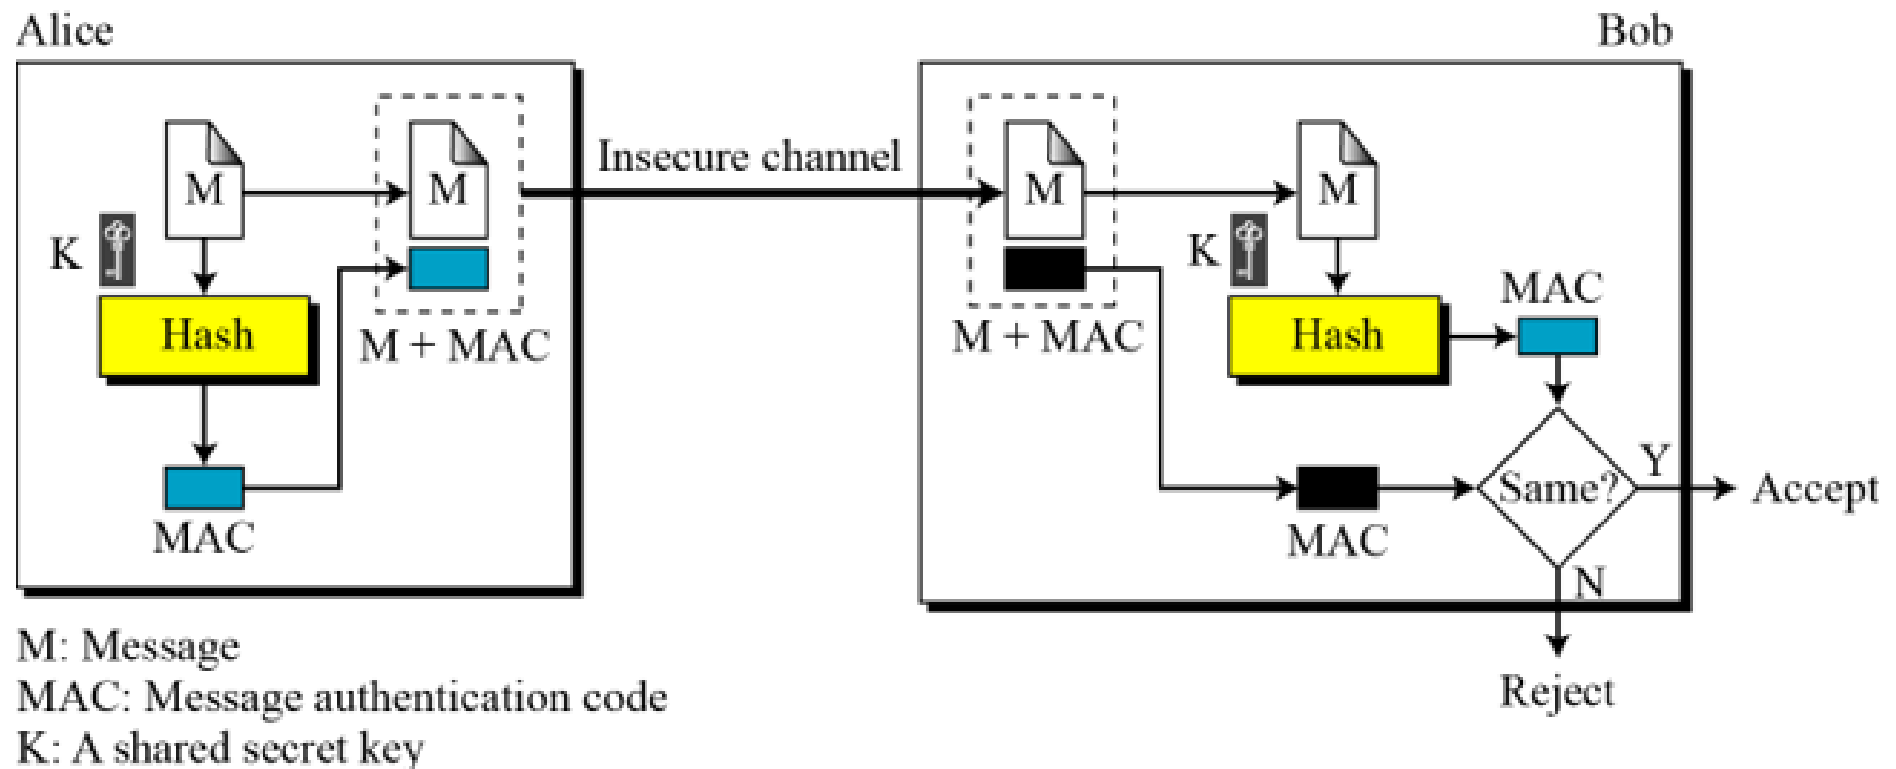 Alice
Bob
M
M
Insecure channel
M
M
K
K
Hash
M + MAC
M + MAC
Hash
MAC
MAC
MAC
Same?
Y
Accept
N
Reject
M: Message
MAC: Message authentication code
K: A shared secret key